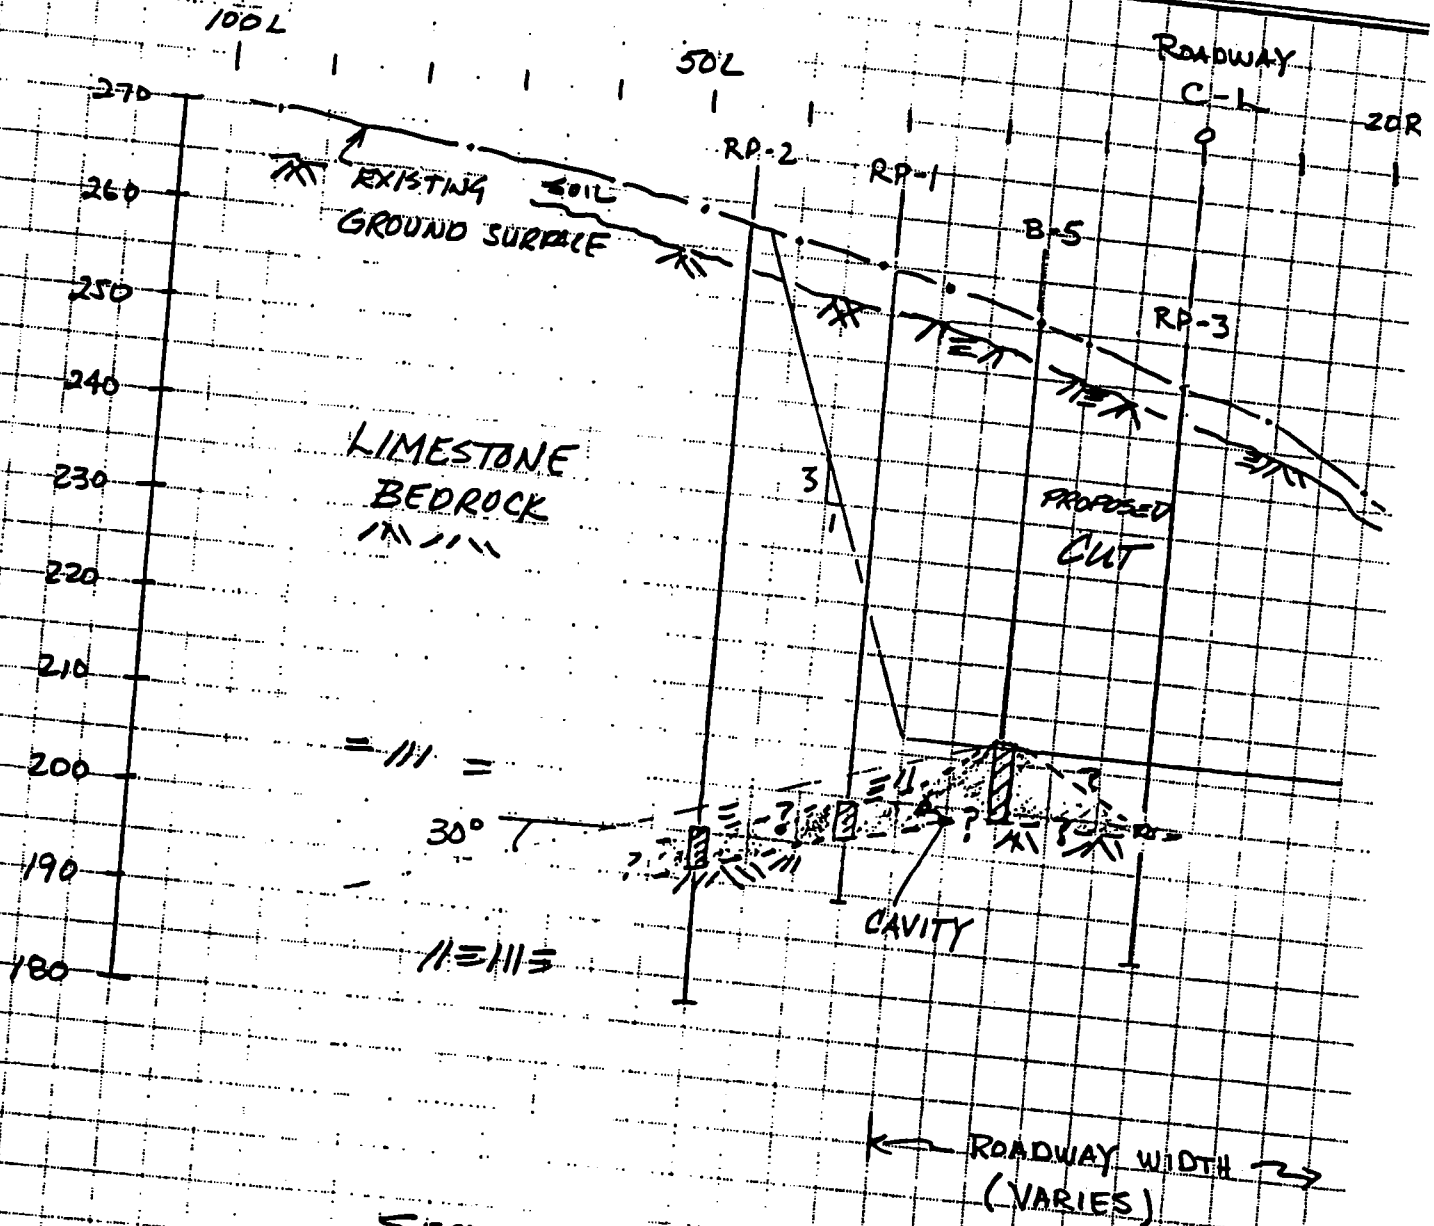 100L
50L
ROADWAY
C-L
0
20R
270
RP-2
RP-1
260
EXISTING
SOIL
GROUND SURFACE
B-5
250
RP-3
240
LIMESTONE
BEDROCK
230
3
1
PROPOSED
CUT
220
210
200
?
30°
?
?
?
?
190
CAVITY
180
ROADWAY WIDTH
(VARIES)